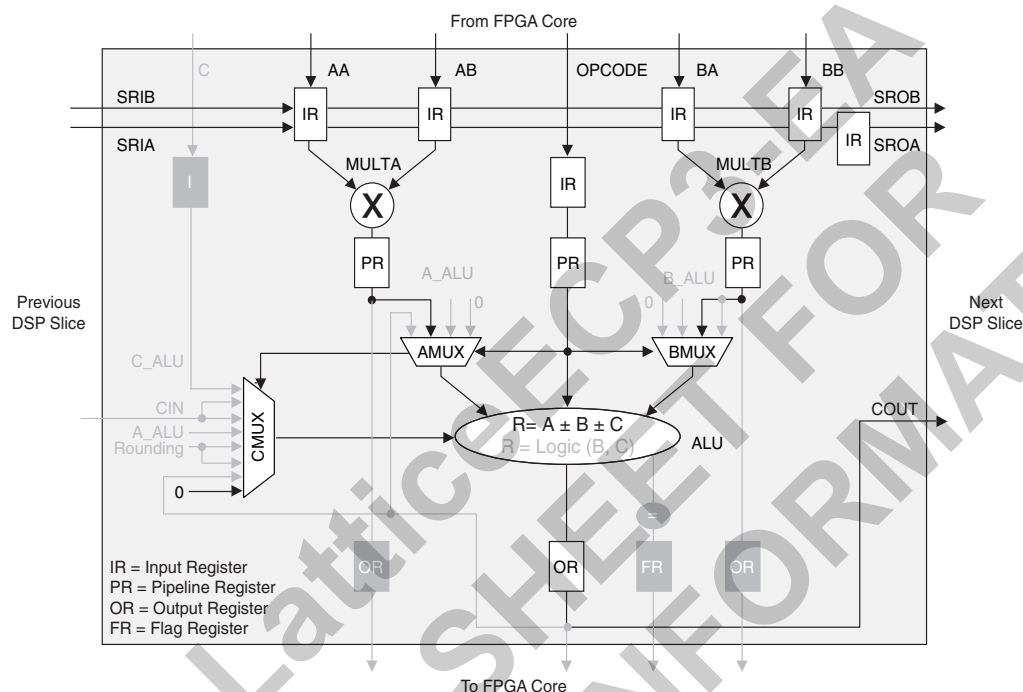 From FPGA Core
C
AA
AB
OPCODE
BA
BB
SRIB
SROB
IR
IR
IR
IR
SRIA
IR
SROA
MULTA
MULTB
I
IR
X
X
PR
PR
PR
A_ALU
B_ALU
0
0
Previous
DSP Slice
Next
DSP Slice
AMUX
BMUX
C_ALU
CIN
A_ALU
Rounding
0
CMUX
R= A ± B ± C
R = Logic (B, C)
ALU
COUT
=
OR
OR
FR
OR
IR = Input Register
PR = Pipeline Register
OR = Output Register
FR = Flag Register
To FPGA Core
LatticeECP3-EA
SHEET FOR
INFORMAT